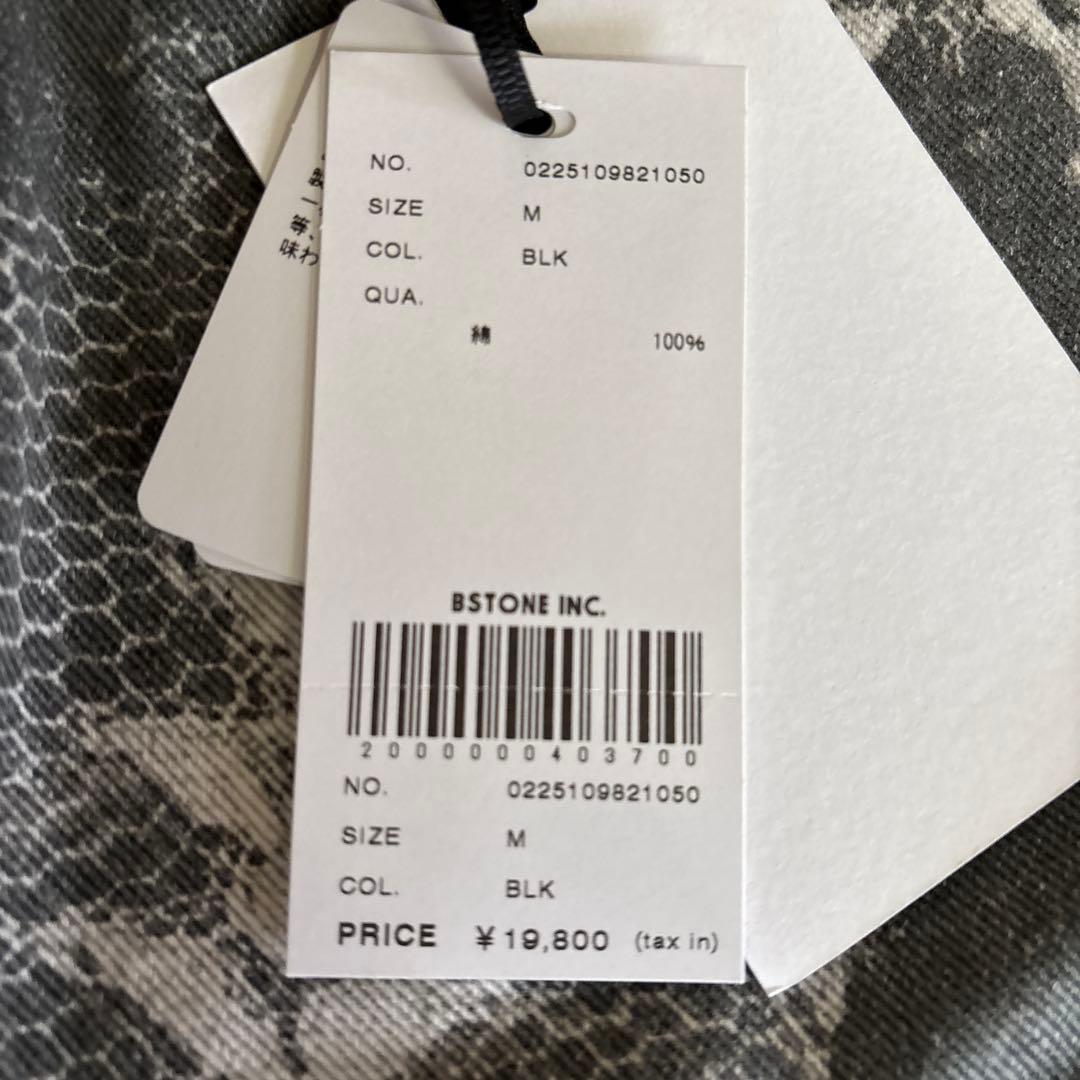 NO. 0225109821050
SIZE M
COL. BLK
QUA.
綿 100%
BSTONE INC.
2000000403700
NO. 0225109821050
SIZE M
COL. BLK
PRICE ¥19,800 (tax in)
一
等、
味わ